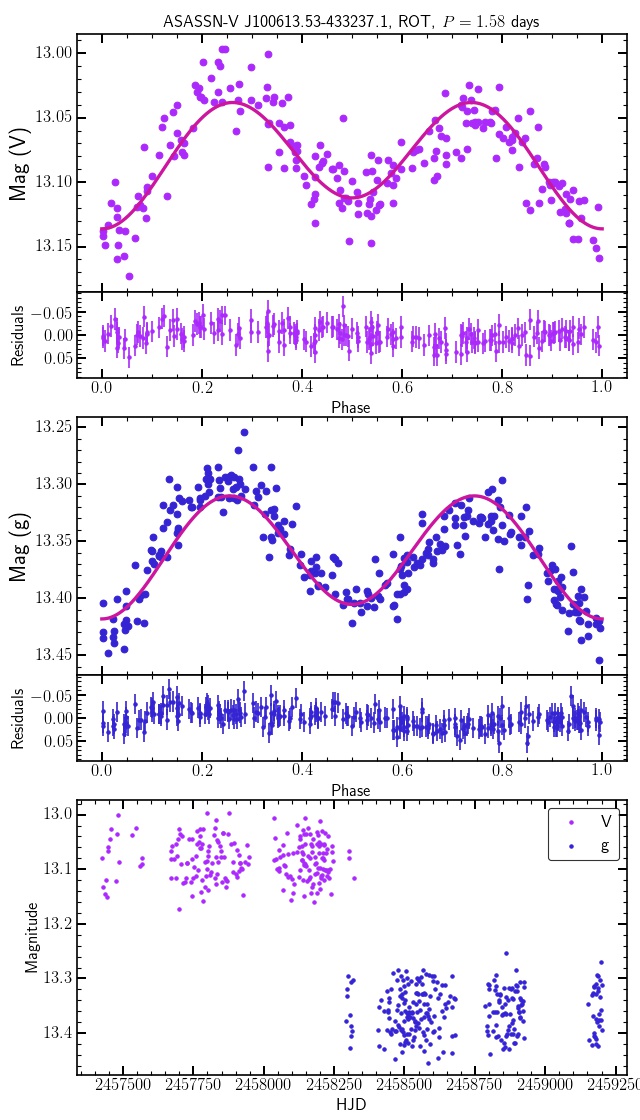 ASASSN-V J100613.53-433237.1, ROT, P = 1.58 days
13.00
13.05
13.10
13.15
Mag (V)
−0.05
0.00
0.05
Residuals
0.0 0.2 0.4 0.6 0.8 1.0
Phase
13.25
13.30
13.35
13.40
13.45
Mag (g)
−0.05
0.00
0.05
Residuals
0.0 0.2 0.4 0.6 0.8 1.0
Phase
V
g
13.0
13.1
13.2
13.3
13.4
Magnitude
2457500 2457750 2458000 2458250 2458500 2458750 2459000 245925
HJD